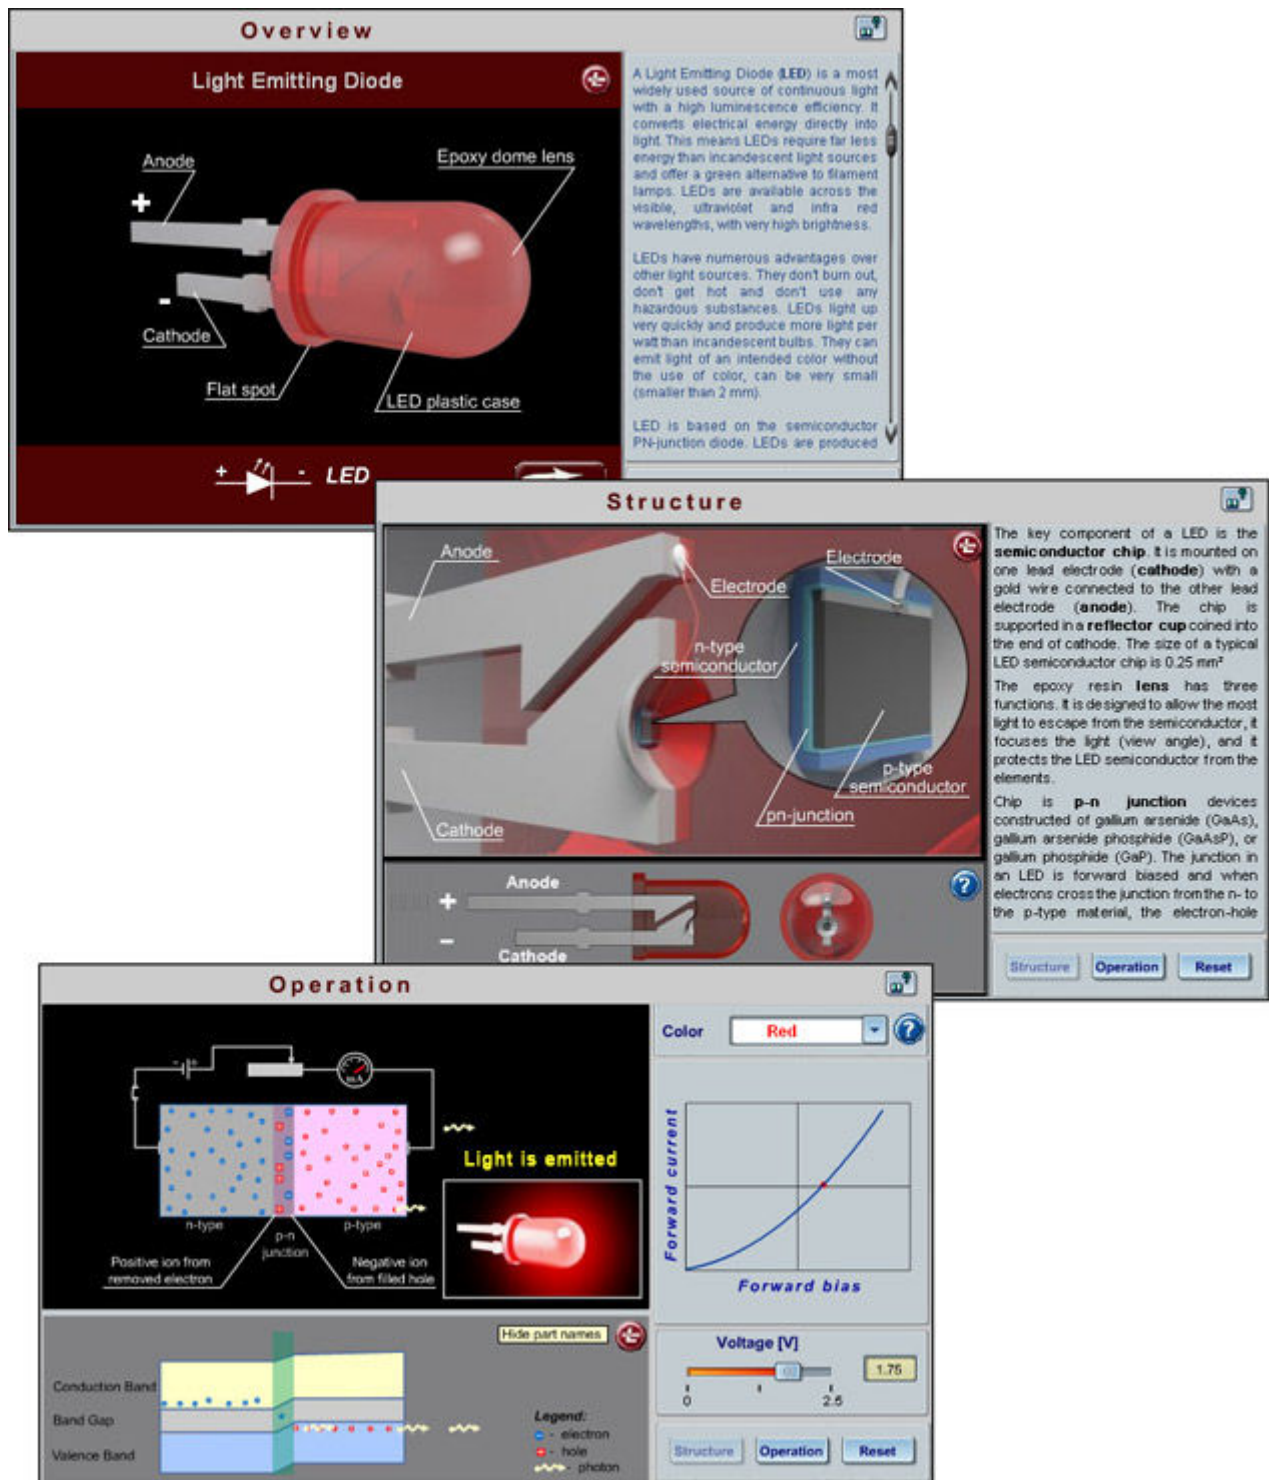 Overview
Light Emitting Diode
Anode
+
-
Cathode
Flat spot
Epoxy dome lens
LED plastic case
+ - LED
A Light Emitting Diode (LED) is a most
widely used source of continuous light
with a high luminescence efficiency. It
converts electrical energy directly into
light. This means LEDs require far less
energy than incandescent light sources
and offer a green alternative to filament
lamps. LEDs are available across the
visible, ultraviolet and infra red
wavelengths, with very high brightness.
LEDs have numerous advantages over
other light sources. They don't burn out,
don't get hot and don't use any
hazardous substances. LEDs light up
very quickly and produce more light per
watt than incandescent bulbs. They can
emit light of an intended color without
the use of color, can be very small
(smaller than 2 mm).
LED is based on the semiconductor
PN-junction diode. LEDs are produced
Structure
Anode
Electrode
Electrode
n-type
semiconductor
p-type
semiconductor
pn-junction
Cathode
Anode
+
-
Cathode
?
The key component of a LED is the
semiconductor chip. It is mounted on
one lead electrode (cathode) with a
gold wire connected to the other lead
electrode (anode). The chip is
supported in a reflector cup coined into
the end of cathode. The size of a typical
LED semiconductor chip is 0.25 mm²
The epoxy resin lens has three
functions. It is designed to allow the most
light to escape from the semiconductor, it
focuses the light (view angle), and it
protects the LED semiconductor from the
elements.
Chip is p-n junction devices
constructed of gallium arsenide (GaAs),
gallium arsenide phosphide (GaAsP), or
gallium phosphide (GaP). The junction in
an LED is forward biased and when
electrons cross the junction from the n- to
the p-type material, the electron-hole
Structure Operation Reset
Operation
- +
mA
n-type
p-n
junction
p-type
Positive ion from
removed electron
Negative ion
from filled hole
Light is emitted
Hide part names
Conduction Band
Band Gap
Valence Band
Legend:
- electron
- hole
- photon
Color Red ?
Forward current
Forward bias
Voltage [V]
1.75
0 1 2.5
Structure Operation Reset